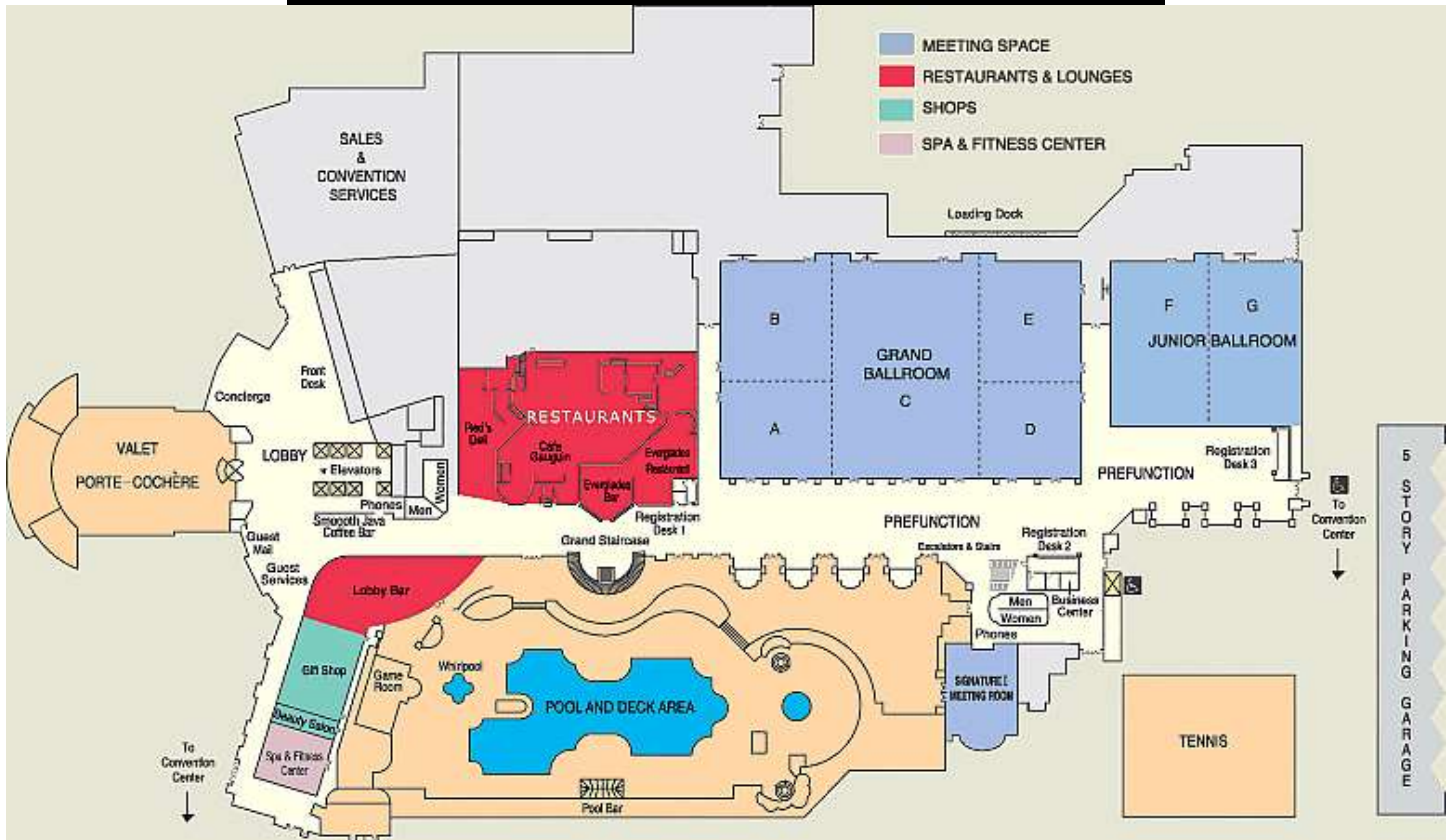 MEETING SPACE
RESTAURANTS & LOUNGES
SHOPS
SPA & FITNESS CENTER
SALES
&
CONVENTION
SERVICES
Loading Dock
B
E
F
G
JUNIOR BALLROOM
GRAND
BALLROOM
C
A
D
Front
Desk
Concierge
RESTAURANTS
Café
Gauguin
Everglades
Restaurant
Everglades
Bar
VALET
PORTE-COCHÈRE
LOBBY
Elevators
Phones
Men
Women
Smooth Java
Coffee Bar
Registration
Desk 1
Grand Staircase
PREFUNCTION
Registration
Desk 3
PREFUNCTION
Escalators & Stairs
Registration
Desk 2
To
Convention
Center
5 STORY PARKING GARAGE
Guest
Mail
Guest
Services
Lobby Bar
Men
Women
Business
Center
Phones
Gift Shop
Game
Room
Whirlpool
POOL AND DECK AREA
SIGNATURE I
MEETING ROOM
Beauty Salon
Spa & Fitness
Center
TENNIS
To
Convention
Center
Pool Bar